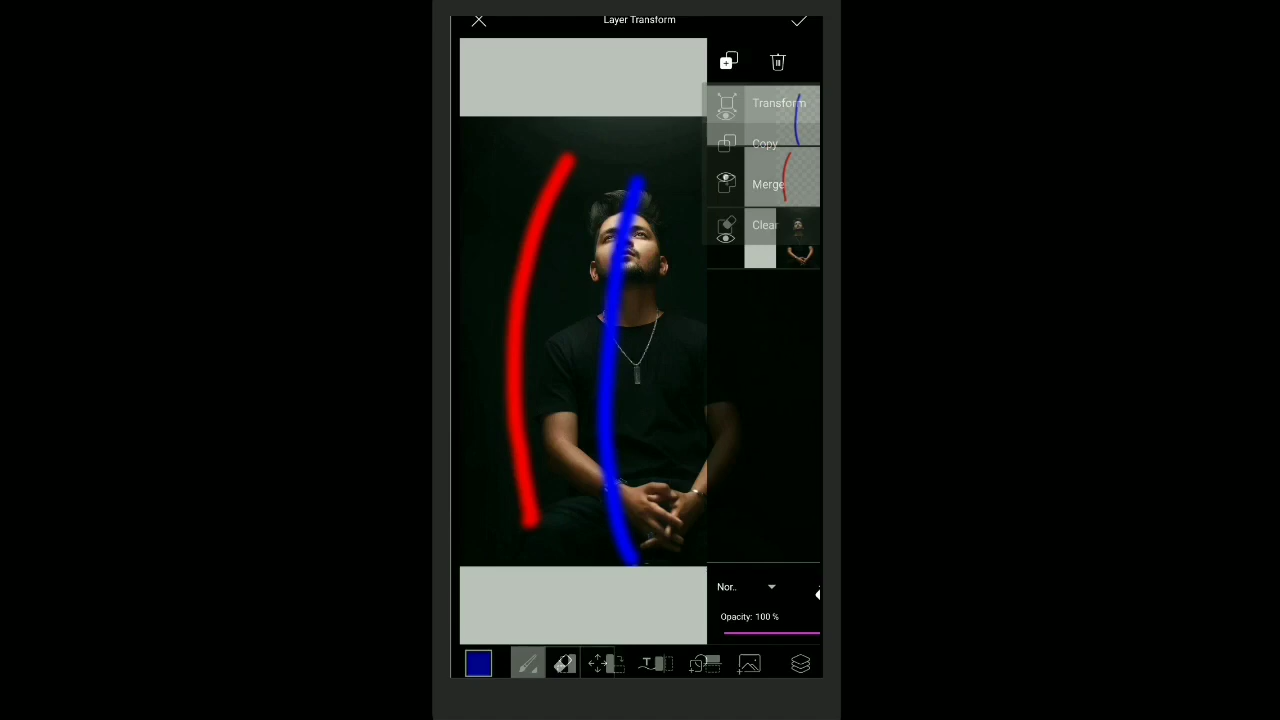 Layer Transform
Transform
Copy
Merge
Clear
Nor..
Opacity: 100 %
T